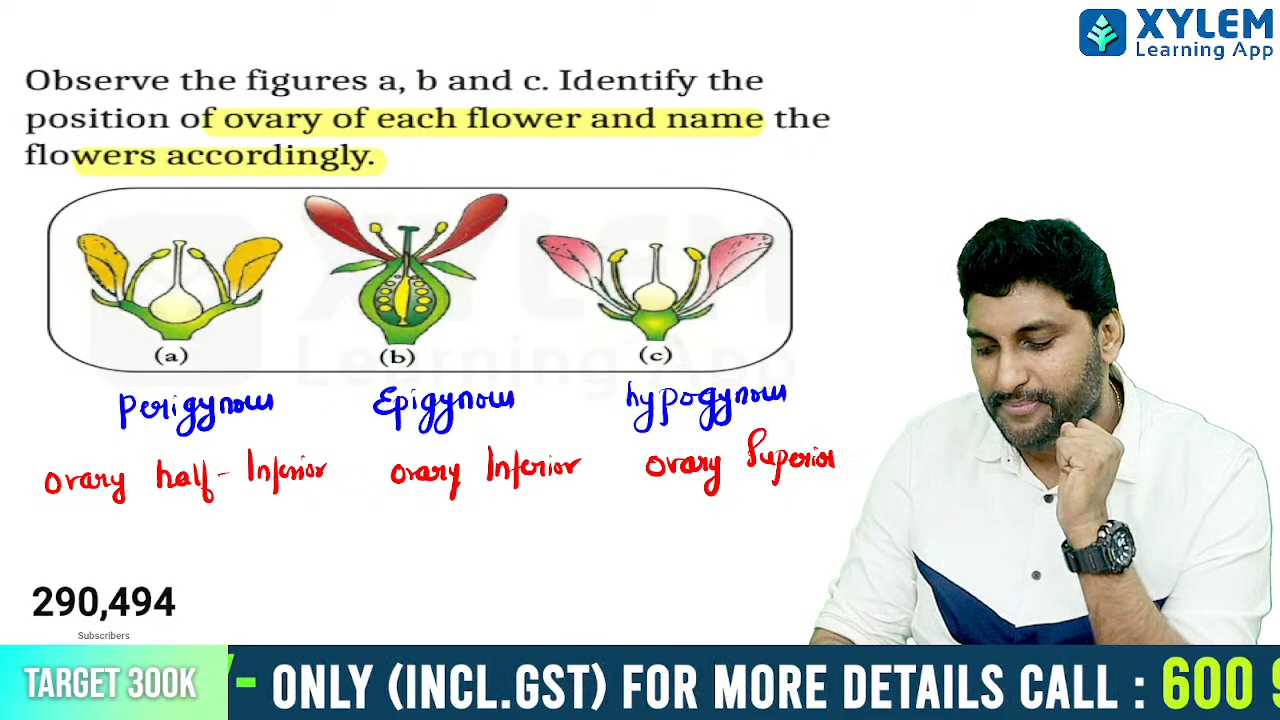 XYLEM
Learning App
Observe the figures a, b and c. Identify the
position of ovary of each flower and name the
flowers accordingly.
(a) (b) (c)
Perigynous Epigynous hypogynous
ovary half-Inferior ovary Inferior ovary Superior
290,494
Subscribers
TARGET 300K
/- ONLY (INCL.GST) FOR MORE DETAILS CALL : 600 9